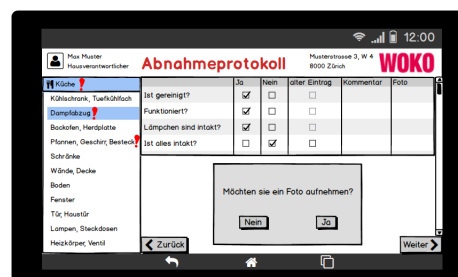 12:00
Max Muster
Hausverantwortlicher
Abnahmeprotokoll
Musterstrasse 3, W 4
8000 Zürich
WOKO
Küche
Ja Nein alter Eintrag Kommentar Foto
Kühlschrank, Tuefkühlfach
Ist gereinigt?
Dampfabzug
Funktioniert?
Backofen, Herdplatte
Lämpchen sind intakt?
Pfannen, Geschirr, Besteck
Ist alles intakt?
Schränke
Wände, Decke
Boden
Fenster
Tür, Haustür
Lampen, Steckdosen
Heizkörper, Ventil
Möchten sie ein Foto aufnehmen?
Nein Ja
Zurück
Weiter